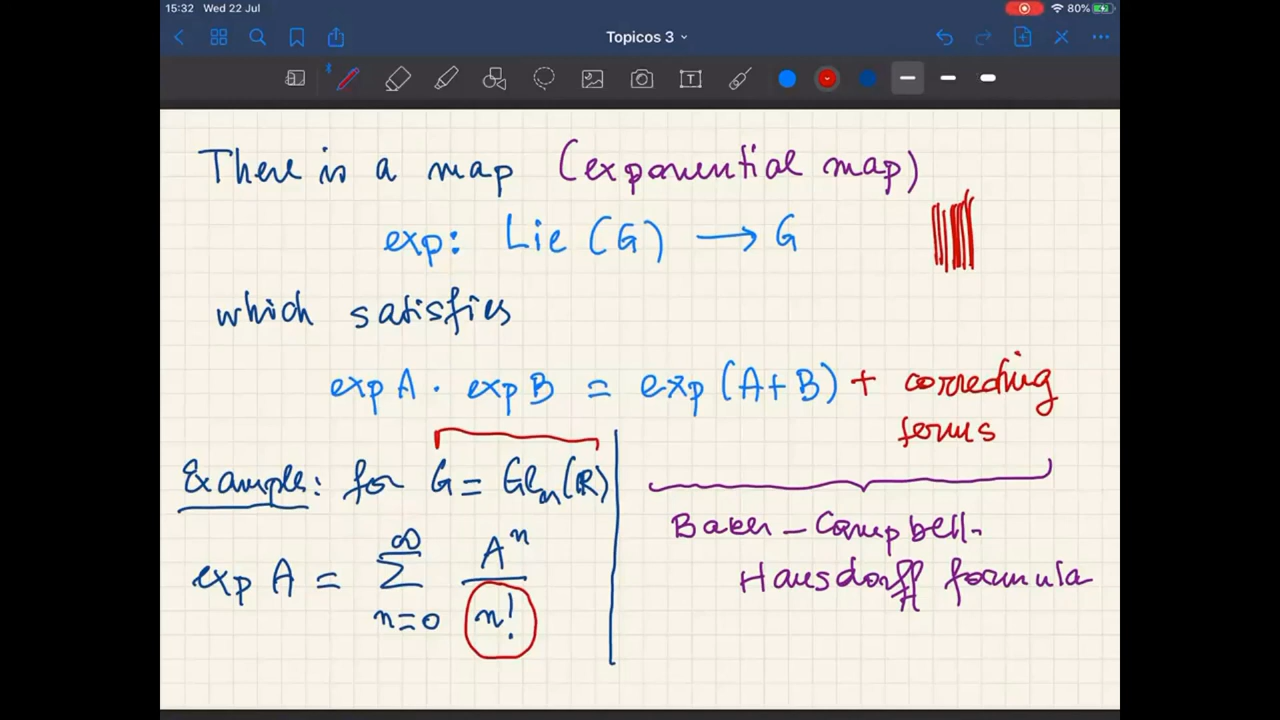 15:32 Wed 22 Jul 80%
Topicos 3
There is a map (exponential map)
exp: Lie (G) → G
which satisfies
exp A · exp B = exp (A+B) + correcting
terms
Example: for G = GLn(R)
exp A = ∞ Σ n=0 A^n / n!
Baker-Campbell-
Hausdorff formula